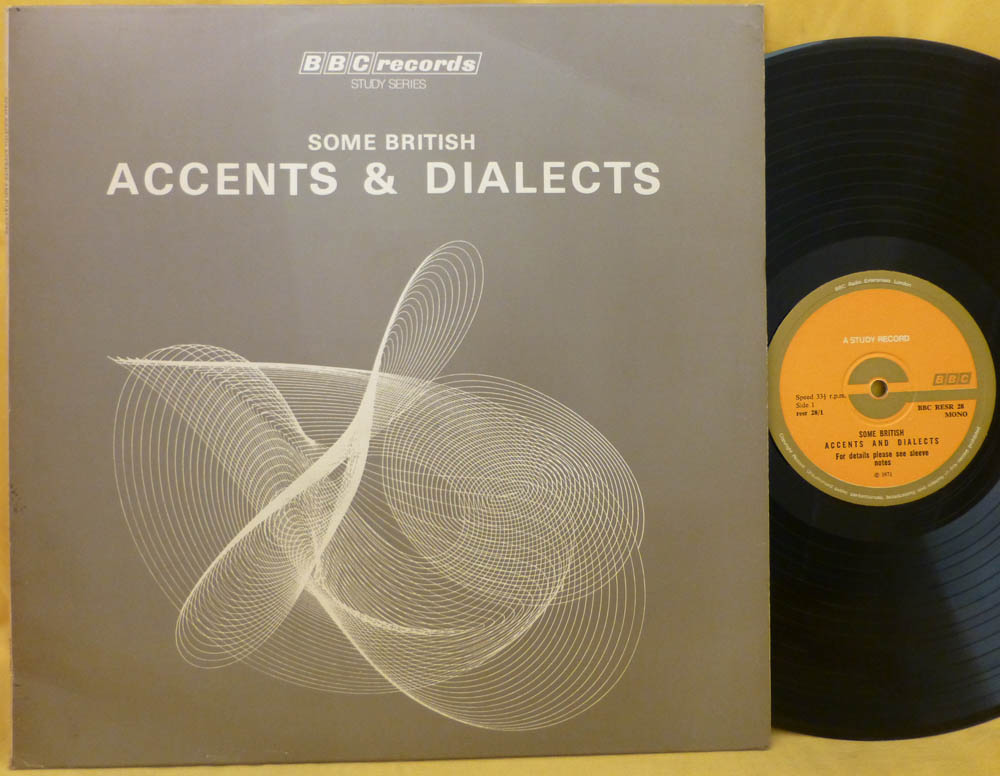 BBC records
STUDY SERIES
SOME BRITISH
ACCENTS & DIALECTS
BBC Radio Enterprises London
A STUDY RECORD
BBC
Speed 33⅓ r.p.m.
Side 1
resr 28/1
BBC RESR 28
MONO
SOME BRITISH
ACCENTS AND DIALECTS
For details please see sleeve
notes
℗ 1971